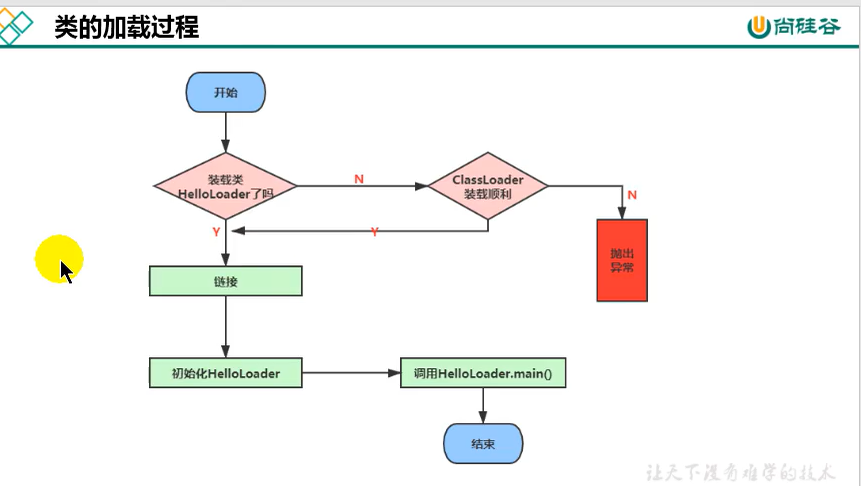 类的加载过程
尚硅谷
开始
装载类
HelloLoader了吗
N
ClassLoader
装载顺利
N
Y
Y
抛出
异常
链接
初始化HelloLoader
调用HelloLoader.main()
结束
让天下没有难学的技术